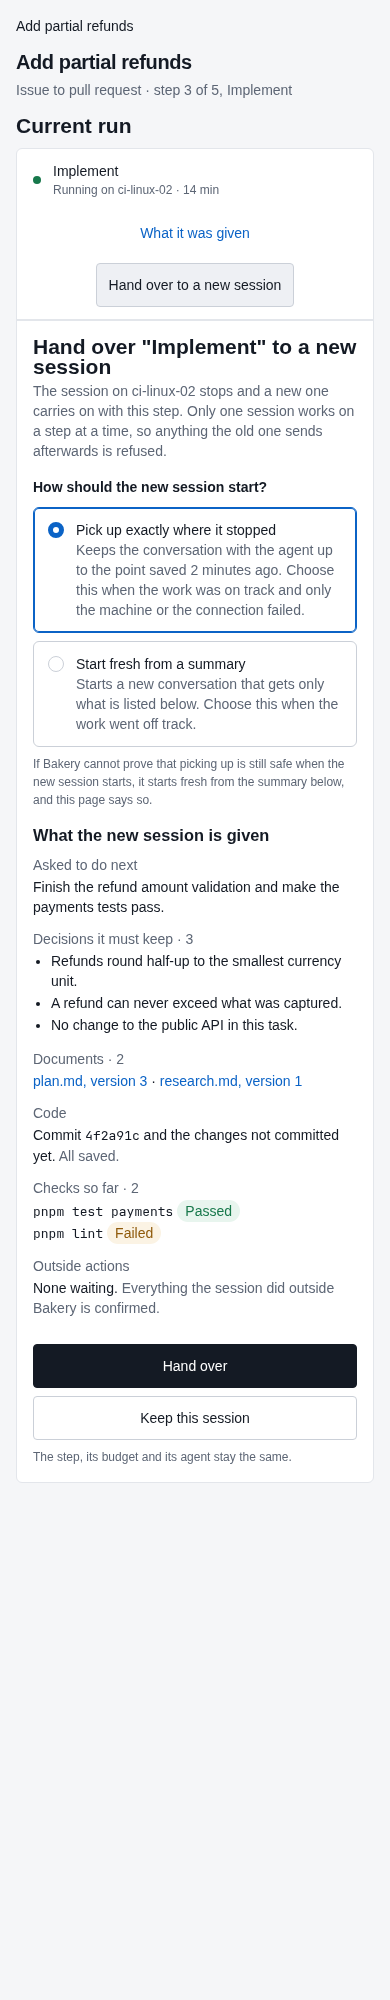 Add partial refunds
Add partial refunds
Issue to pull request · step 3 of 5, Implement
Current run
Implement
Running on ci-linux-02 · 14 min
What it was given
Hand over to a new session
Hand over "Implement" to a new
session
The session on ci-linux-02 stops and a new one
carries on with this step. Only one session works on
a step at a time, so anything the old one sends
afterwards is refused.
How should the new session start?
Pick up exactly where it stopped
Keeps the conversation with the agent up
to the point saved 2 minutes ago. Choose
this when the work was on track and only
the machine or the connection failed.
Start fresh from a summary
Starts a new conversation that gets only
what is listed below. Choose this when the
work went off track.
If Bakery cannot prove that picking up is still safe when the
new session starts, it starts fresh from the summary below,
and this page says so.
What the new session is given
Asked to do next
Finish the refund amount validation and make the
payments tests pass.
Decisions it must keep · 3
• Refunds round half-up to the smallest currency
unit.
• A refund can never exceed what was captured.
• No change to the public API in this task.
Documents · 2
plan.md, version 3 · research.md, version 1
Code
Commit 4f2a91c and the changes not committed
yet. All saved.
Checks so far · 2
pnpm test payments Passed
pnpm lint Failed
Outside actions
None waiting. Everything the session did outside
Bakery is confirmed.
Hand over
Keep this session
The step, its budget and its agent stay the same.